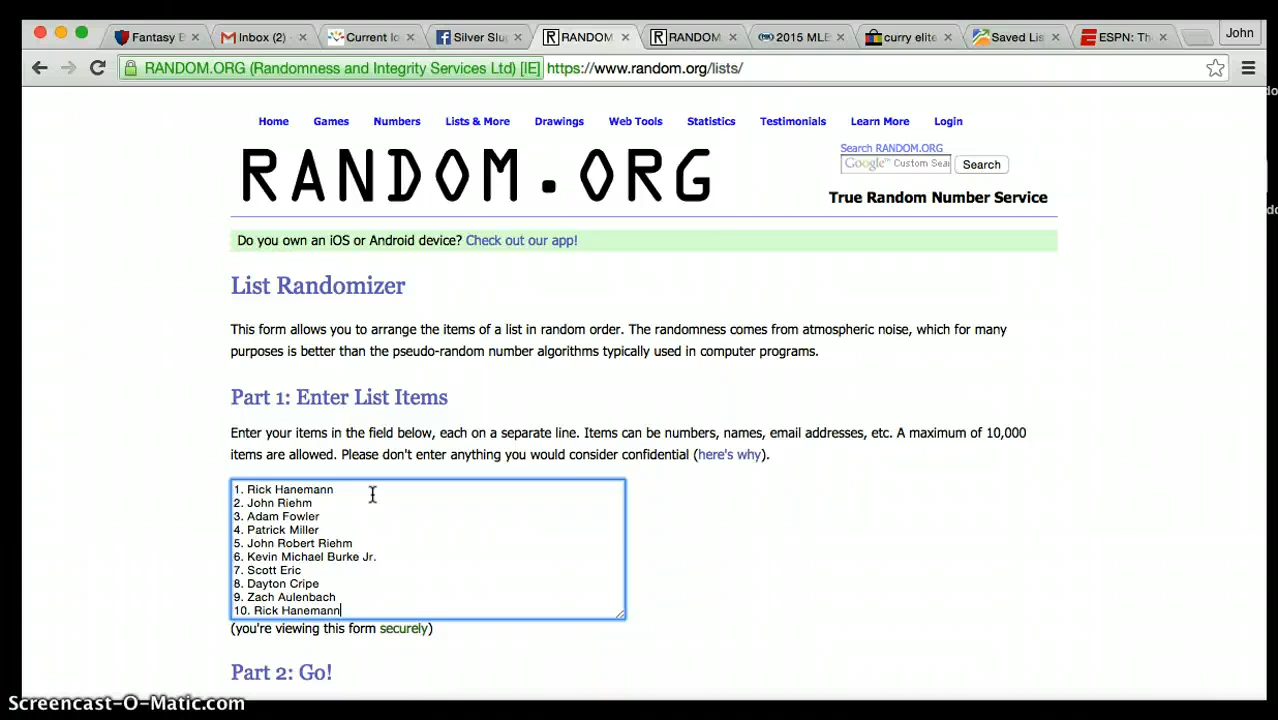 Fantasy B
Inbox (2)
Current Io
Silver Slug
RANDOM.
RANDOM.
2015 MLB
curry elite
Saved Lis
ESPN: Th
John
RANDOM.ORG (Randomness and Integrity Services Ltd) [IE] https://www.random.org/lists/
Home Games Numbers Lists & More Drawings Web Tools Statistics Testimonials Learn More Login
RANDOM.ORG
Search RANDOM.ORG
Google™ Custom Sear
Search
True Random Number Service
Do you own an iOS or Android device? Check out our app!
List Randomizer
This form allows you to arrange the items of a list in random order. The randomness comes from atmospheric noise, which for many
purposes is better than the pseudo-random number algorithms typically used in computer programs.
Part 1: Enter List Items
Enter your items in the field below, each on a separate line. Items can be numbers, names, email addresses, etc. A maximum of 10,000
items are allowed. Please don't enter anything you would consider confidential (here's why).
1. Rick Hanemann
2. John Riehm
3. Adam Fowler
4. Patrick Miller
5. John Robert Riehm
6. Kevin Michael Burke Jr.
7. Scott Eric
8. Dayton Cripe
9. Zach Aulenbach
10. Rick Hanemann
(you're viewing this form securely)
Part 2: Go!
Screencast-O-Matic.com